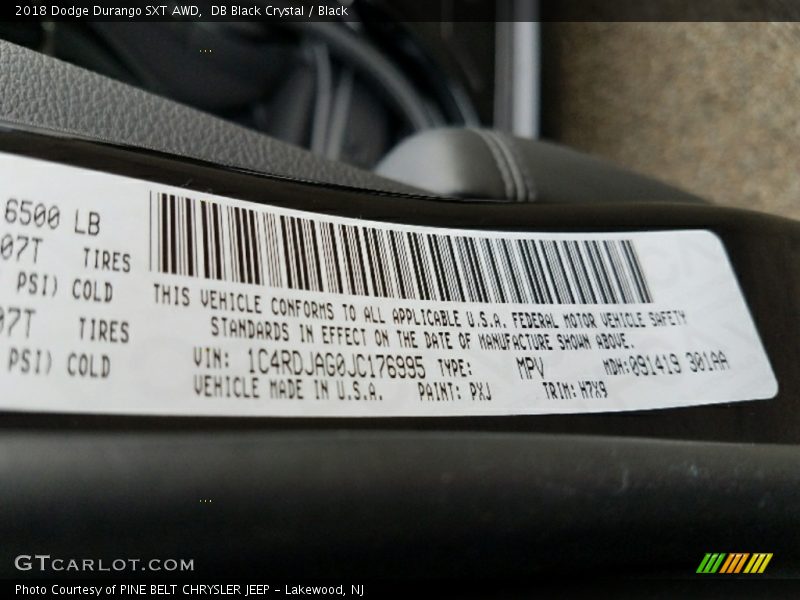 2018 Dodge Durango SXT AWD,  DB Black Crystal / Black
6500 LB
07T TIRES
PSI) COLD
07T TIRES
PSI) COLD
THIS VEHICLE CONFORMS TO ALL APPLICABLE U.S.A. FEDERAL MOTOR VEHICLE SAFETY
STANDARDS IN EFFECT ON THE DATE OF MANUFACTURE SHOWN ABOVE.
VIN: 1C4RDJAG0JC176995 TYPE: MPV MDH:091419 301AA
VEHICLE MADE IN U.S.A. PAINT: PXJ TRIM: H7X9
GTCARLOT.COM
Photo Courtesy of PINE BELT CHRYSLER JEEP - Lakewood, NJ